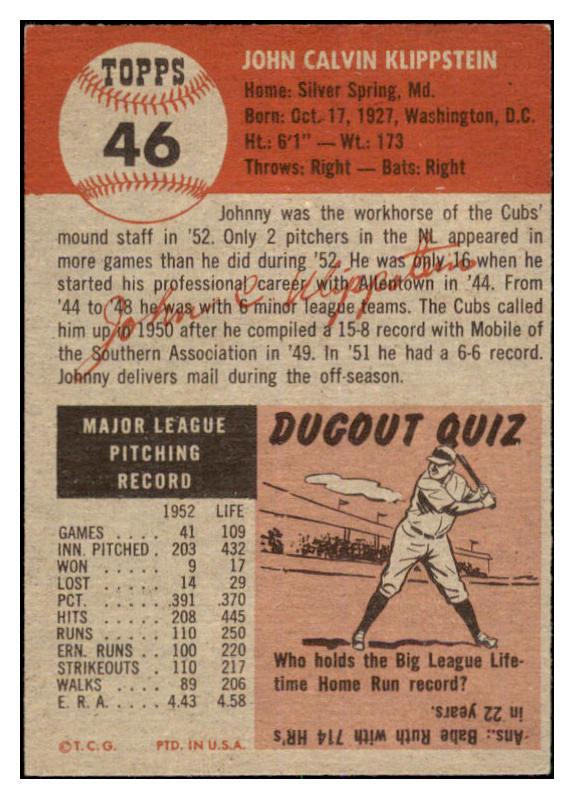 TOPPS
46
JOHN CALVIN KLIPPSTEIN
Home: Silver Spring, Md.
Born: Oct. 17, 1927, Washington, D.C.
Ht.: 6'1" — Wt.: 173
Throws: Right — Bats: Right
Johnny was the workhorse of the Cubs'
mound staff in '52. Only 2 pitchers in the NL appeared in
more games than he did during '52. He was only 16 when he
started his professional career with Allentown in '44. From
'44 to '48 he was with 6 minor league teams. The Cubs called
him up in 1950 after he compiled a 15-8 record with Mobile of
the Southern Association in '49. In '51 he had a 6-6 record.
Johnny delivers mail during the off-season.
John C Klippstein
MAJOR LEAGUE
PITCHING
RECORD
1952 LIFE
GAMES .... 41 109
INN. PITCHED . 203 432
WON ..... 9 17
LOST ..... 14 29
PCT. ..... .391 .370
HITS ..... 208 445
RUNS .... 110 250
ERN. RUNS .. 100 220
STRIKEOUTS . 110 217
WALKS .... 89 206
E. R. A. .... 4.43 4.58
© T. C. G. PTD. IN U.S.A.
DUGOUT QUIZ
Who holds the Big League Life-
time Home Run record?
Ans.: Babe Ruth with 714 HR's
in 22 years.